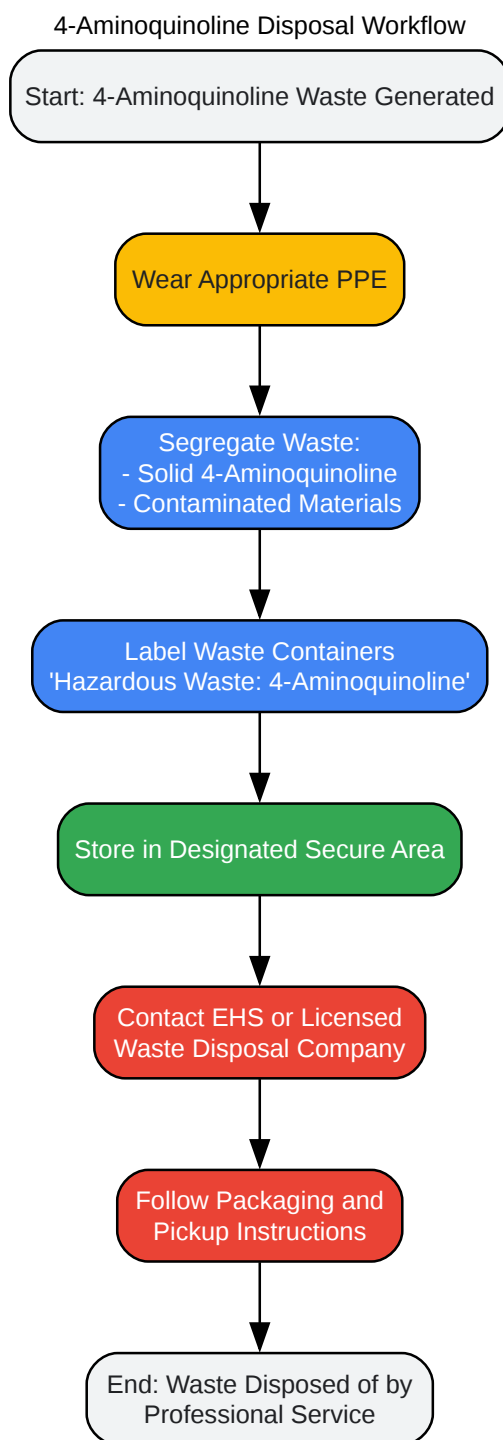 4-Aminoquinoline Disposal Workflow
Start: 4-Aminoquinoline Waste Generated
Wear Appropriate PPE
Segregate Waste:
- Solid 4-Aminoquinoline
- Contaminated Materials
Label Waste Containers
'Hazardous Waste: 4-Aminoquinoline'
Store in Designated Secure Area
Contact EHS or Licensed
Waste Disposal Company
Follow Packaging and
Pickup Instructions
End: Waste Disposed of by
Professional Service